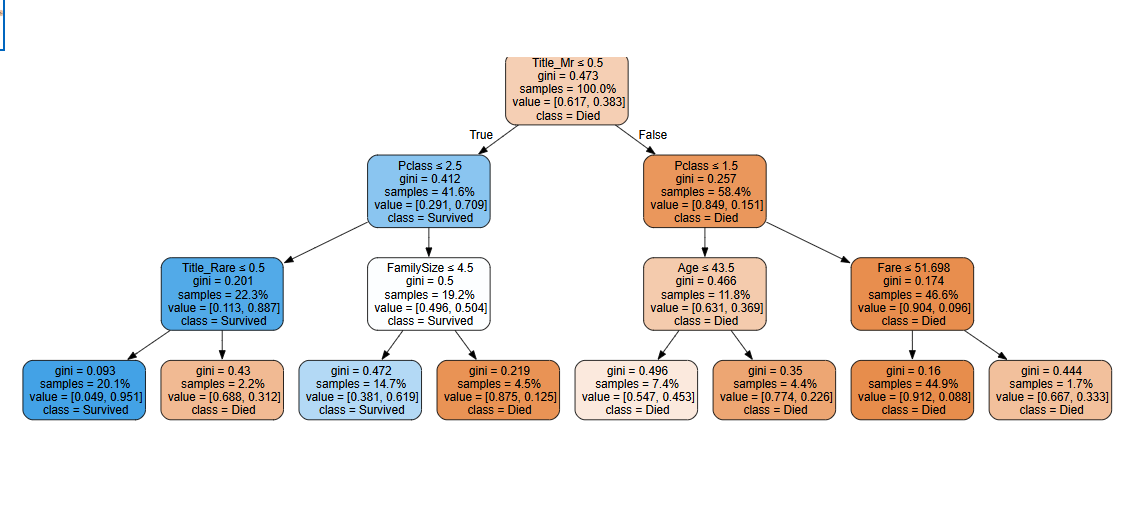 Title_Mr ≤ 0.5
gini = 0.473
samples = 100.0%
value = [0.617, 0.383]
class = Died
True
False
Pclass ≤ 2.5
gini = 0.412
samples = 41.6%
value = [0.291, 0.709]
class = Survived
Pclass ≤ 1.5
gini = 0.257
samples = 58.4%
value = [0.849, 0.151]
class = Died
Title_Rare ≤ 0.5
gini = 0.201
samples = 22.3%
value = [0.113, 0.887]
class = Survived
FamilySize ≤ 4.5
gini = 0.5
samples = 19.2%
value = [0.496, 0.504]
class = Survived
Age ≤ 43.5
gini = 0.466
samples = 11.8%
value = [0.631, 0.369]
class = Died
Fare ≤ 51.698
gini = 0.174
samples = 46.6%
value = [0.904, 0.096]
class = Died
gini = 0.093
samples = 20.1%
value = [0.049, 0.951]
class = Survived
gini = 0.43
samples = 2.2%
value = [0.688, 0.312]
class = Died
gini = 0.472
samples = 14.7%
value = [0.381, 0.619]
class = Survived
gini = 0.219
samples = 4.5%
value = [0.875, 0.125]
class = Died
gini = 0.496
samples = 7.4%
value = [0.547, 0.453]
class = Died
gini = 0.35
samples = 4.4%
value = [0.774, 0.226]
class = Died
gini = 0.16
samples = 44.9%
value = [0.912, 0.088]
class = Died
gini = 0.444
samples = 1.7%
value = [0.667, 0.333]
class = Died